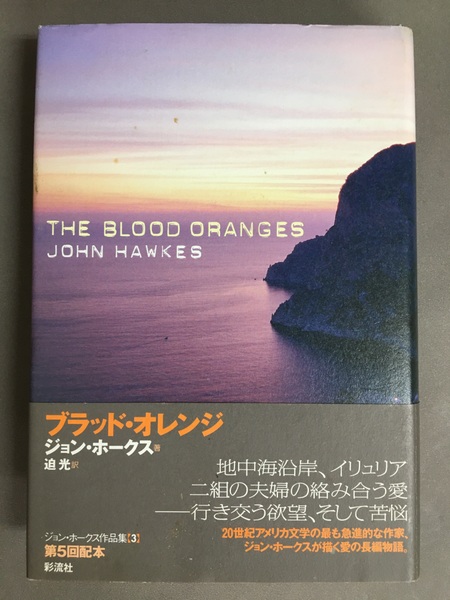 THE BLOOD ORANGES
JOHN HAWKES
ブラッド・オレンジ
ジョン・ホークス著
迫 光訳
地中海沿岸、イリュリア
二組の夫婦の絡み合う愛
──行き交う欲望、そして苦悩
20世紀アメリカ文学の最も急進的な作家、
ジョン・ホークスが描く愛の長編物語。
ジョン・ホークス作品集【3】
第5回配本
彩流社